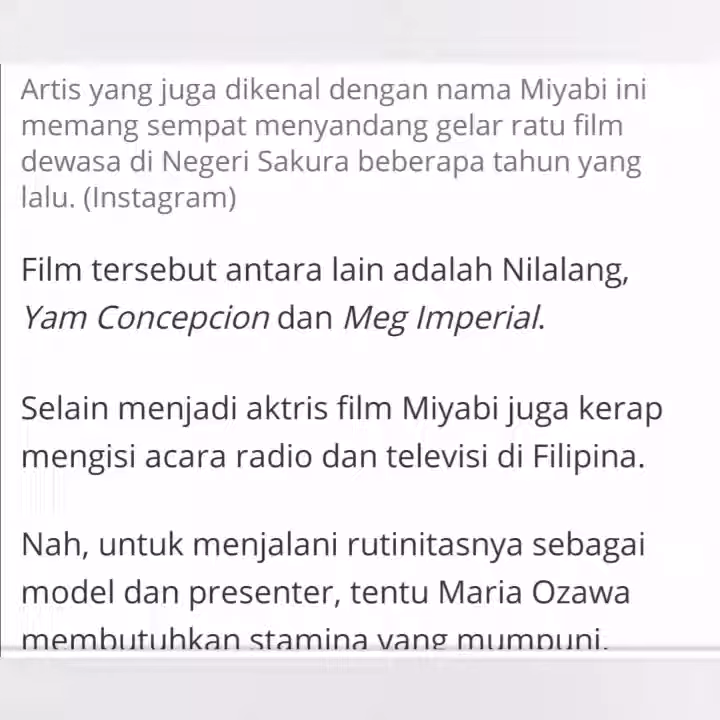 Artis yang juga dikenal dengan nama Miyabi ini
memang sempat menyandang gelar ratu film
dewasa di Negeri Sakura beberapa tahun yang
lalu. (Instagram)
Film tersebut antara lain adalah Nilalang,
Yam Concepcion dan Meg Imperial.
Selain menjadi aktris film Miyabi juga kerap
mengisi acara radio dan televisi di Filipina.
Nah, untuk menjalani rutinitasnya sebagai
model dan presenter, tentu Maria Ozawa
membutuhkan stamina yang mumpuni.